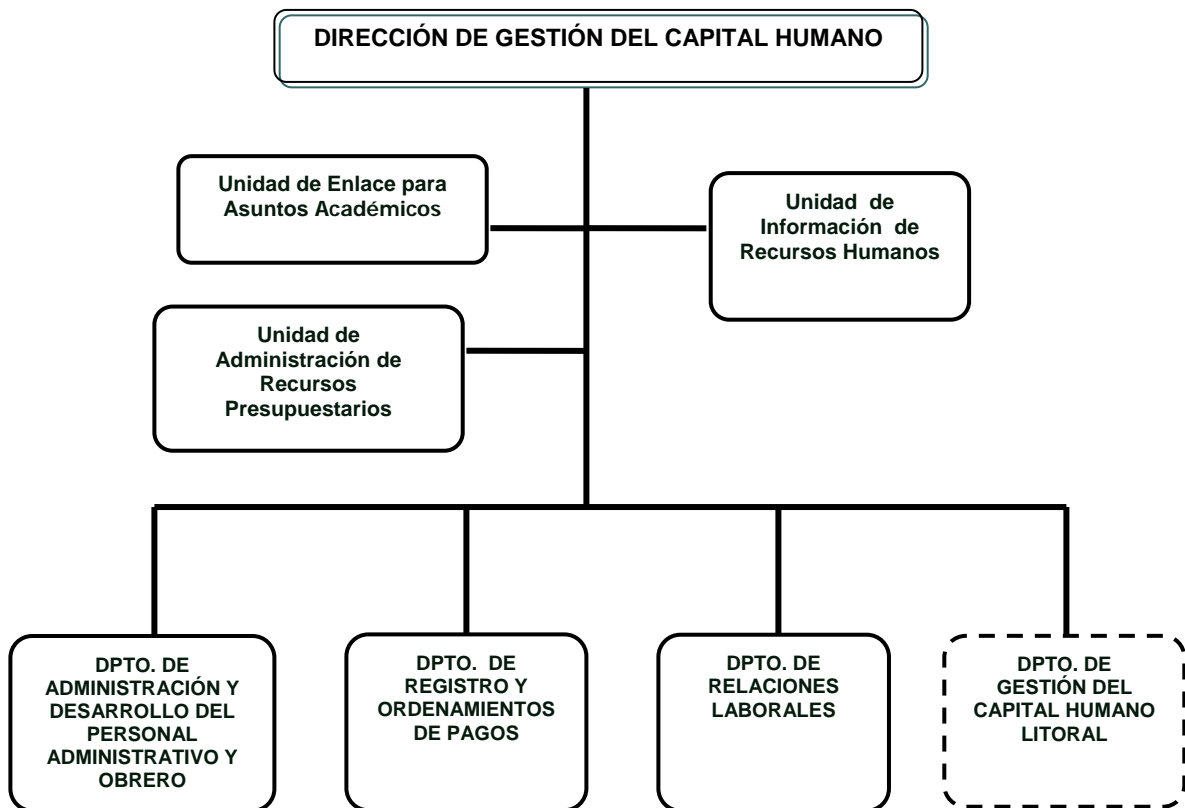 DIRECCIÓN DE GESTIÓN DEL CAPITAL HUMANO
Unidad de Enlace para
Asuntos Académicos
Unidad de
Información de
Recursos Humanos
Unidad de
Administración de
Recursos
Presupuestarios
DPTO. DE
ADMINISTRACIÓN Y
DESARROLLO DEL
PERSONAL
ADMINISTRATIVO Y
OBRERO
DPTO. DE
REGISTRO Y
ORDENAMIENTOS
DE PAGOS
DPTO. DE
RELACIONES
LABORALES
DPTO. DE
GESTIÓN DEL
CAPITAL HUMANO
LITORAL